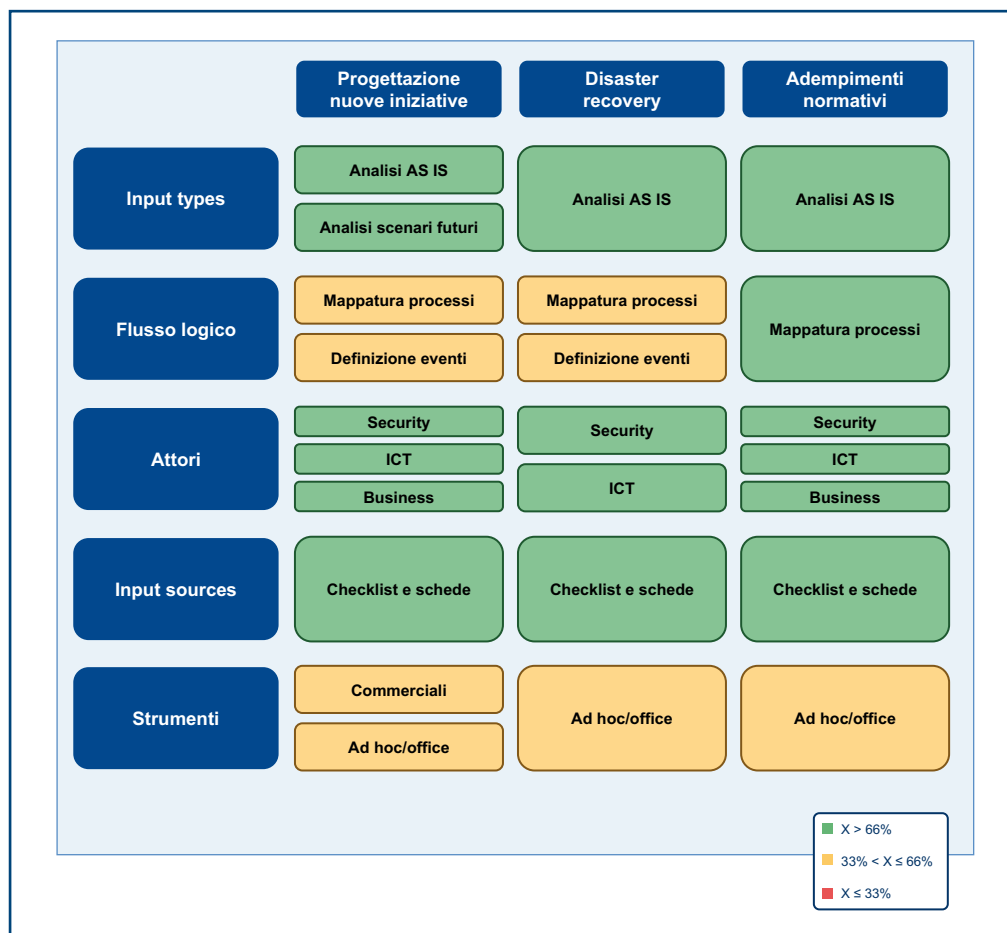 Progettazione
nuove iniziative
Disaster
recovery
Adempimenti
normativi
Input types
Analisi AS IS
Analisi scenari futuri
Analisi AS IS
Analisi AS IS
Flusso logico
Mappatura processi
Definizione eventi
Mappatura processi
Definizione eventi
Mappatura processi
Attori
Security
ICT
Business
Security
ICT
Security
ICT
Business
Input sources
Checklist e schede
Checklist e schede
Checklist e schede
Strumenti
Commerciali
Ad hoc/office
Ad hoc/office
Ad hoc/office
X > 66%
33% < X ≤ 66%
X ≤ 33%